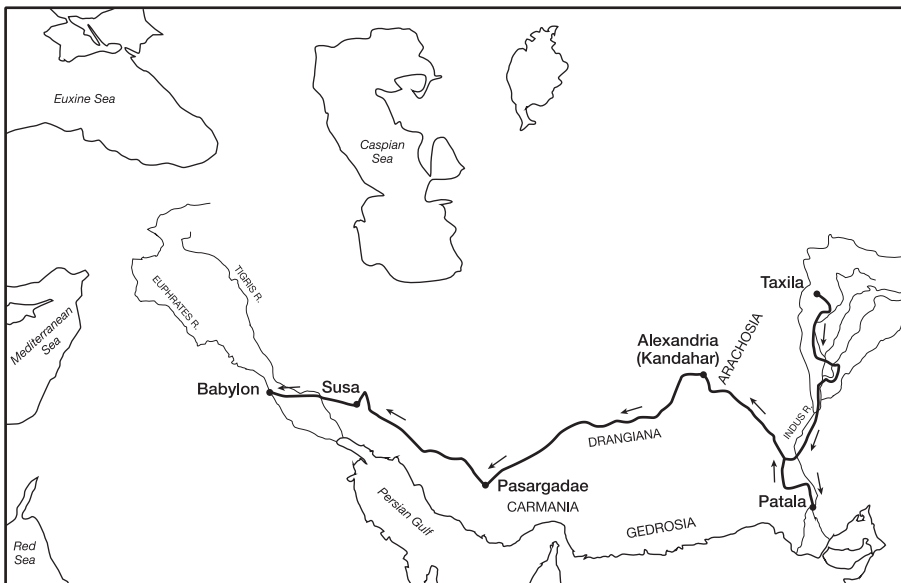 Euxine Sea
Caspian
Sea
Taxila
TIGRIS R.
EUPHRATES R.
Mediterranean
Sea
Alexandria
(Kandahar)
ARACHOSIA
Babylon
Susa
INDUS R.
DRANGIANA
Pasargadae
CARMANIA
Patala
Persian Gulf
GEDROSIA
Red
Sea